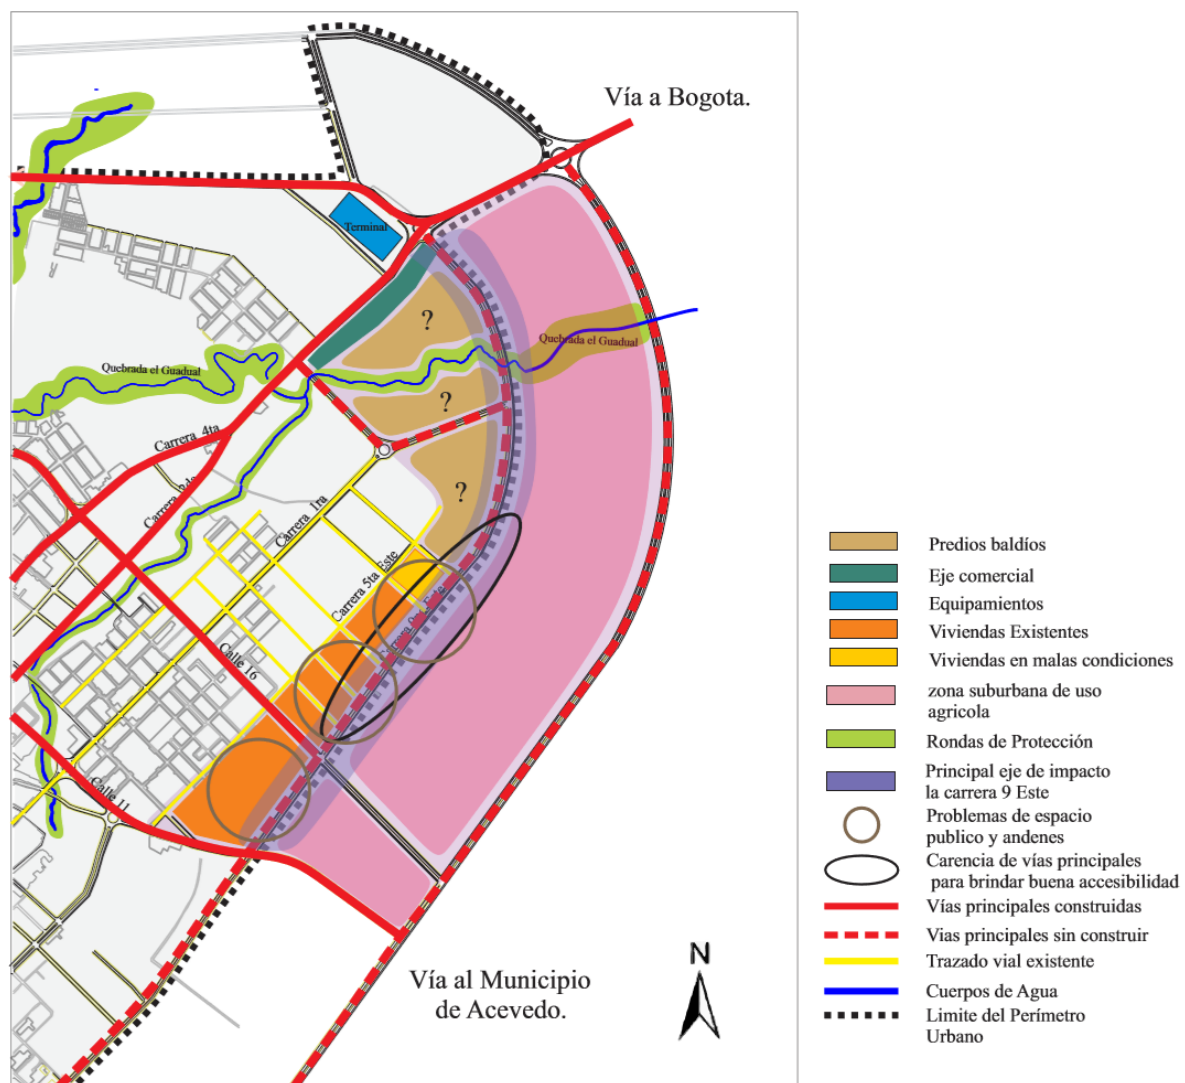 Vía a Bogota.
Terminal
?
Quebrada el Guadual
Quebrada el Guadual
?
Carrera 4ta
Carrera
?
Carrera 1ra
Carrera 5ta Este
Este
Calle 16
Calle 11
Vía al Municipio
de Acevedo.
N
Predios baldíos
Eje comercial
Equipamientos
Viviendas Existentes
Viviendas en malas condiciones
zona suburbana de uso
agricola
Rondas de Protección
Principal eje de impacto
la carrera 9 Este
Problemas de espacio
publico y andenes
Carencia de vías principales
para brindar buena accesibilidad
Vías principales construidas
Vias principales sin construir
Trazado vial existente
Cuerpos de Agua
Limite del Perímetro
Urbano